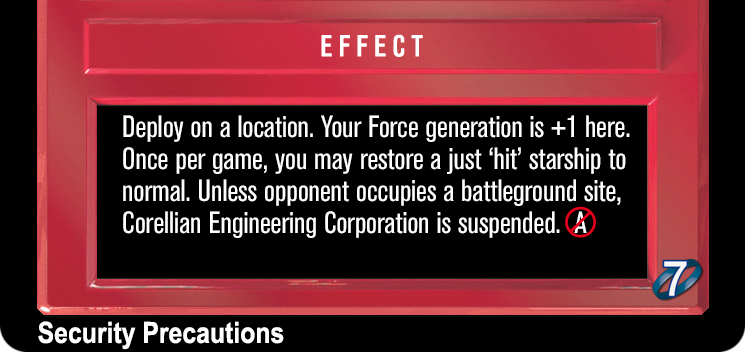 EFFECT
Deploy on a location. Your Force generation is +1 here.
Once per game, you may restore a just ‘hit’ starship to
normal. Unless opponent occupies a battleground site,
Corellian Engineering Corporation is suspended. A
7
Security Precautions